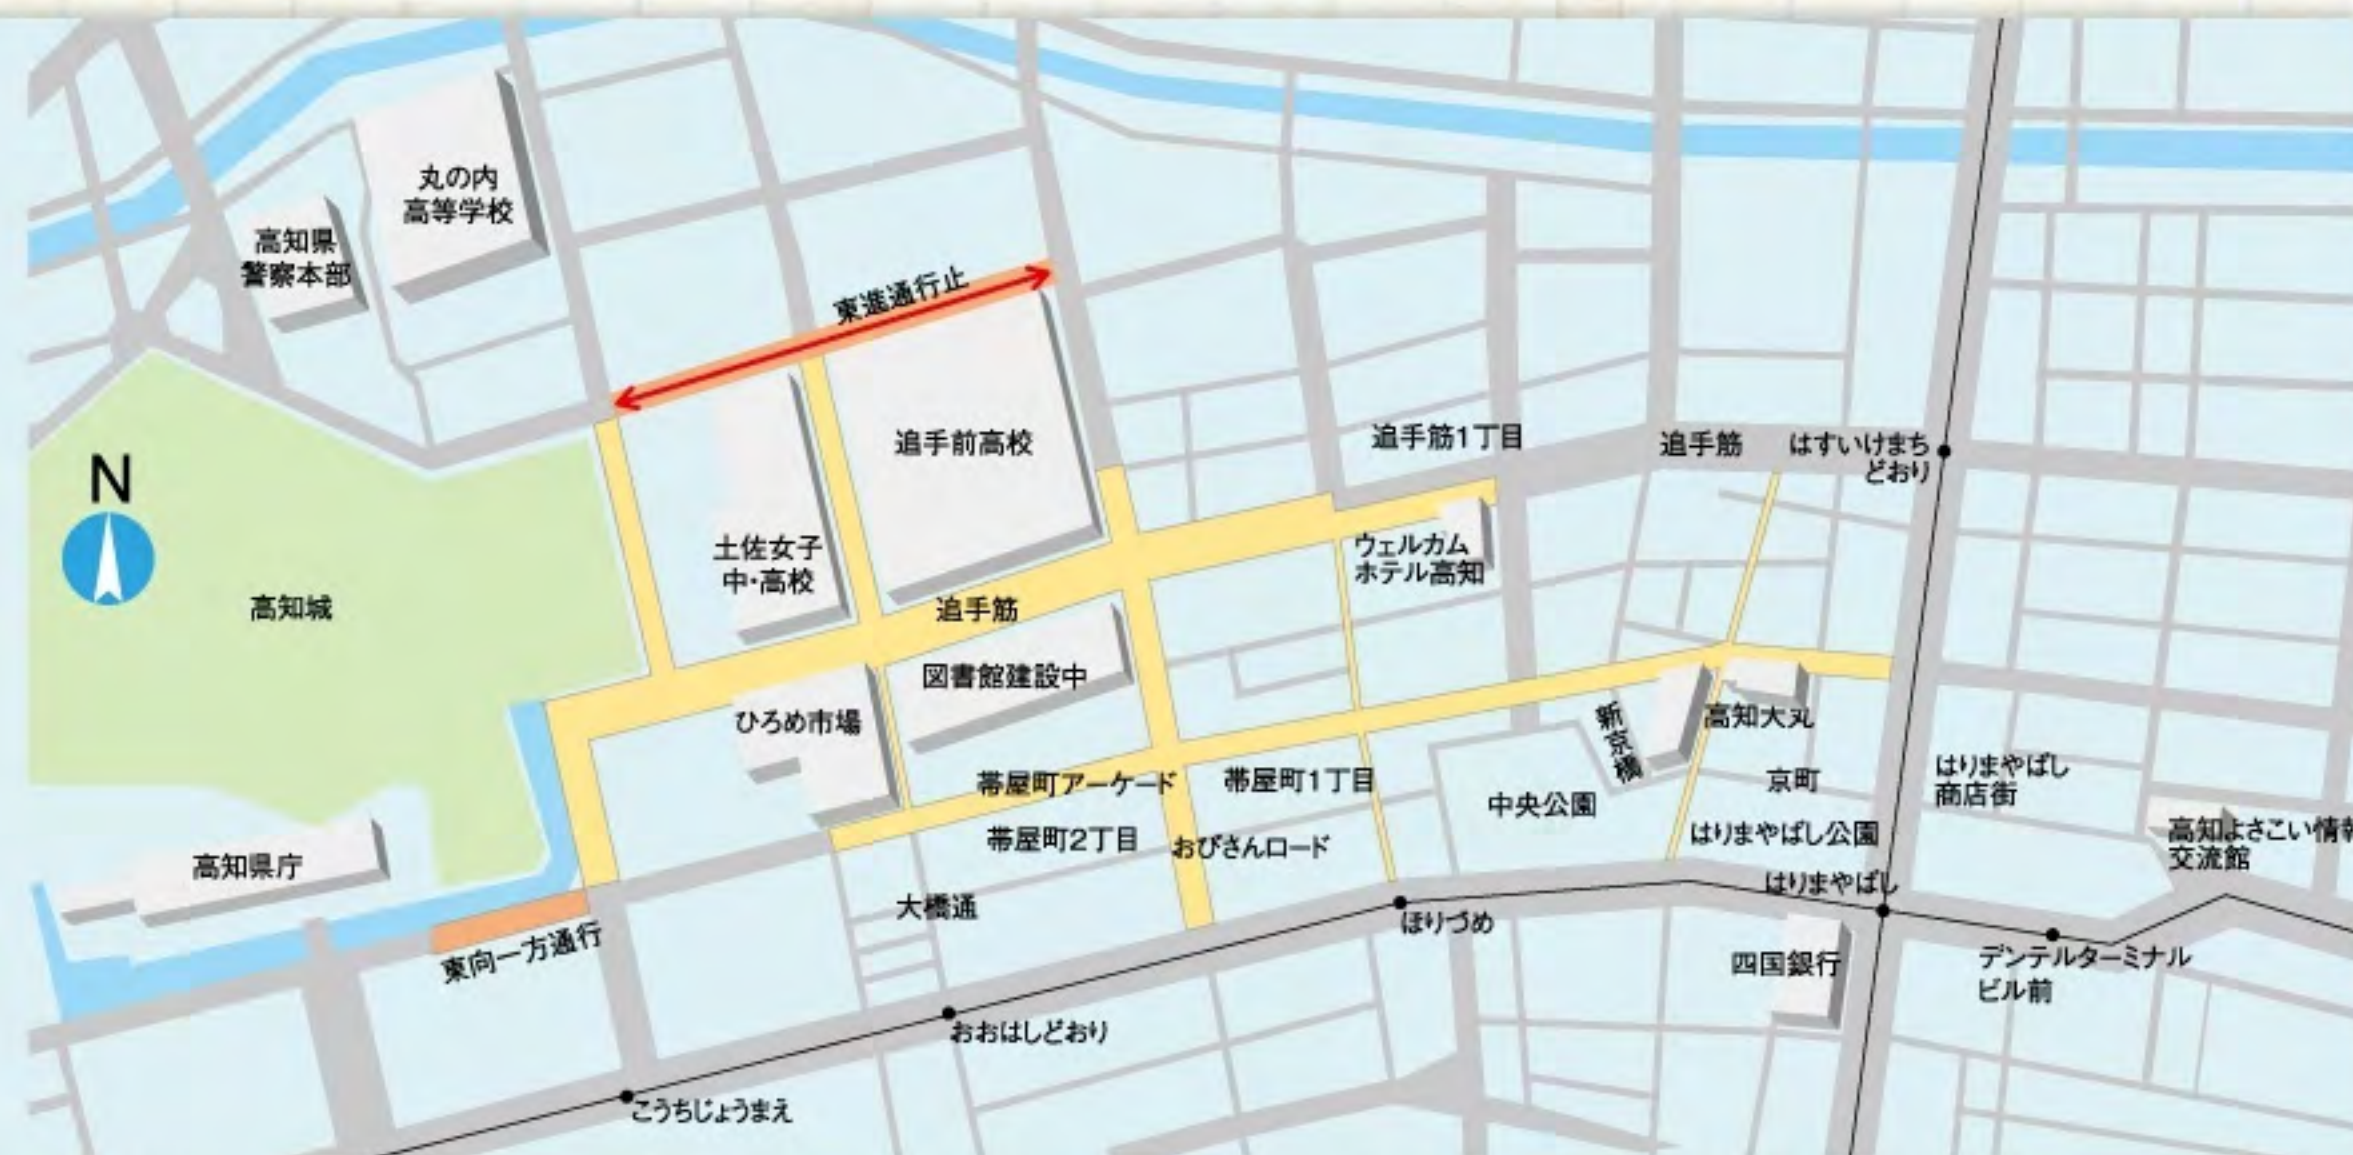 丸の内
高等学校
高知県
警察本部
東進通行止
追手前高校
追手筋1丁目
追手筋
はすいけまち
どおり
N
土佐女子
中・高校
ウェルカム
ホテル高知
高知城
追手筋
図書館建設中
ひろめ市場
新京橋
高知大丸
帯屋町アーケード
帯屋町1丁目
京町
はりまやばし
商店街
中央公園
帯屋町2丁目
おびさんロード
はりまやばし公園
高知よさこい情報
交流館
高知県庁
大橋通
はりまやばし
ほりづめ
東向一方通行
四国銀行
デンテルターミナル
ビル前
おおはしどおり
こうちじょうまえ